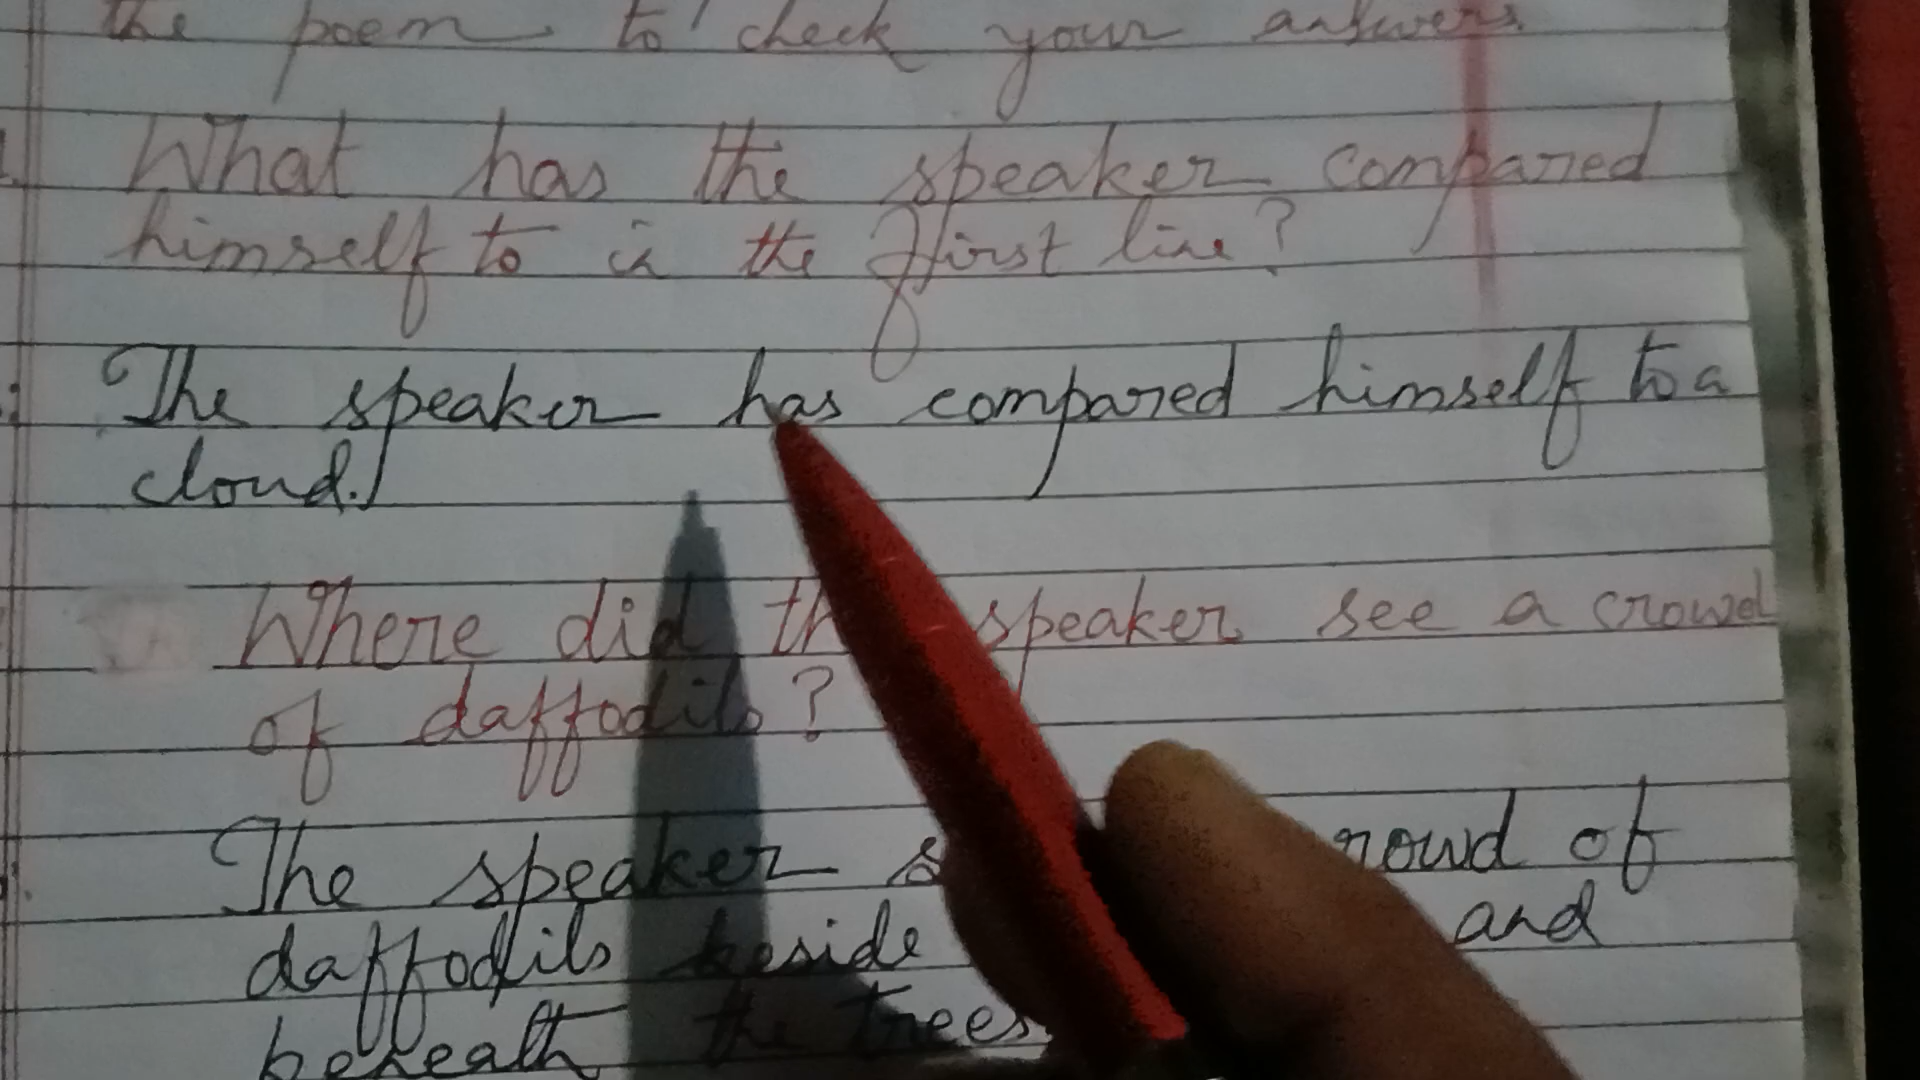 the poem to check your answers.
What has the speaker compared
himself to in the first line?
The speaker has compared himself to a
cloud.
Where did speaker see a crowd
of daffodils?
The speaker of
daffodils beside and
beneath the trees